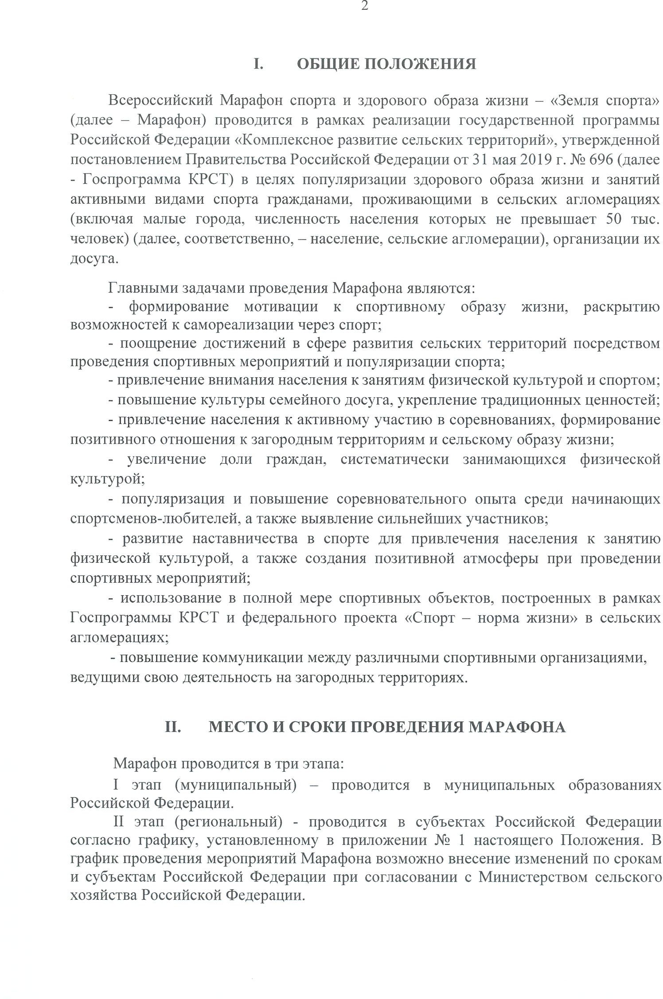 2
I. ОБЩИЕ ПОЛОЖЕНИЯ
Всероссийский Марафон спорта и здорового образа жизни – «Земля спорта»
(далее – Марафон) проводится в рамках реализации государственной программы
Российской Федерации «Комплексное развитие сельских территорий», утвержденной
постановлением Правительства Российской Федерации от 31 мая 2019 г. № 696 (далее
- Госпрограмма КРСТ) в целях популяризации здорового образа жизни и занятий
активными видами спорта гражданами, проживающими в сельских агломерациях
(включая малые города, численность населения которых не превышает 50 тыс.
человек) (далее, соответственно, – население, сельские агломерации), организации их
досуга.
Главными задачами проведения Марафона являются:
- формирование мотивации к спортивному образу жизни, раскрытию
возможностей к самореализации через спорт;
- поощрение достижений в сфере развития сельских территорий посредством
проведения спортивных мероприятий и популяризации спорта;
- привлечение внимания населения к занятиям физической культурой и спортом;
- повышение культуры семейного досуга, укрепление традиционных ценностей;
- привлечение населения к активному участию в соревнованиях, формирование
позитивного отношения к загородным территориям и сельскому образу жизни;
- увеличение доли граждан, систематически занимающихся физической
культурой;
- популяризация и повышение соревновательного опыта среди начинающих
спортсменов-любителей, а также выявление сильнейших участников;
- развитие наставничества в спорте для привлечения населения к занятию
физической культурой, а также создания позитивной атмосферы при проведении
спортивных мероприятий;
- использование в полной мере спортивных объектов, построенных в рамках
Госпрограммы КРСТ и федерального проекта «Спорт – норма жизни» в сельских
агломерациях;
- повышение коммуникации между различными спортивными организациями,
ведущими свою деятельность на загородных территориях.
II. МЕСТО И СРОКИ ПРОВЕДЕНИЯ МАРАФОНА
Марафон проводится в три этапа:
I этап (муниципальный) – проводится в муниципальных образованиях
Российской Федерации.
II этап (региональный) - проводится в субъектах Российской Федерации
согласно графику, установленному в приложении № 1 настоящего Положения. В
график проведения мероприятий Марафона возможно внесение изменений по срокам
и субъектам Российской Федерации при согласовании с Министерством сельского
хозяйства Российской Федерации.